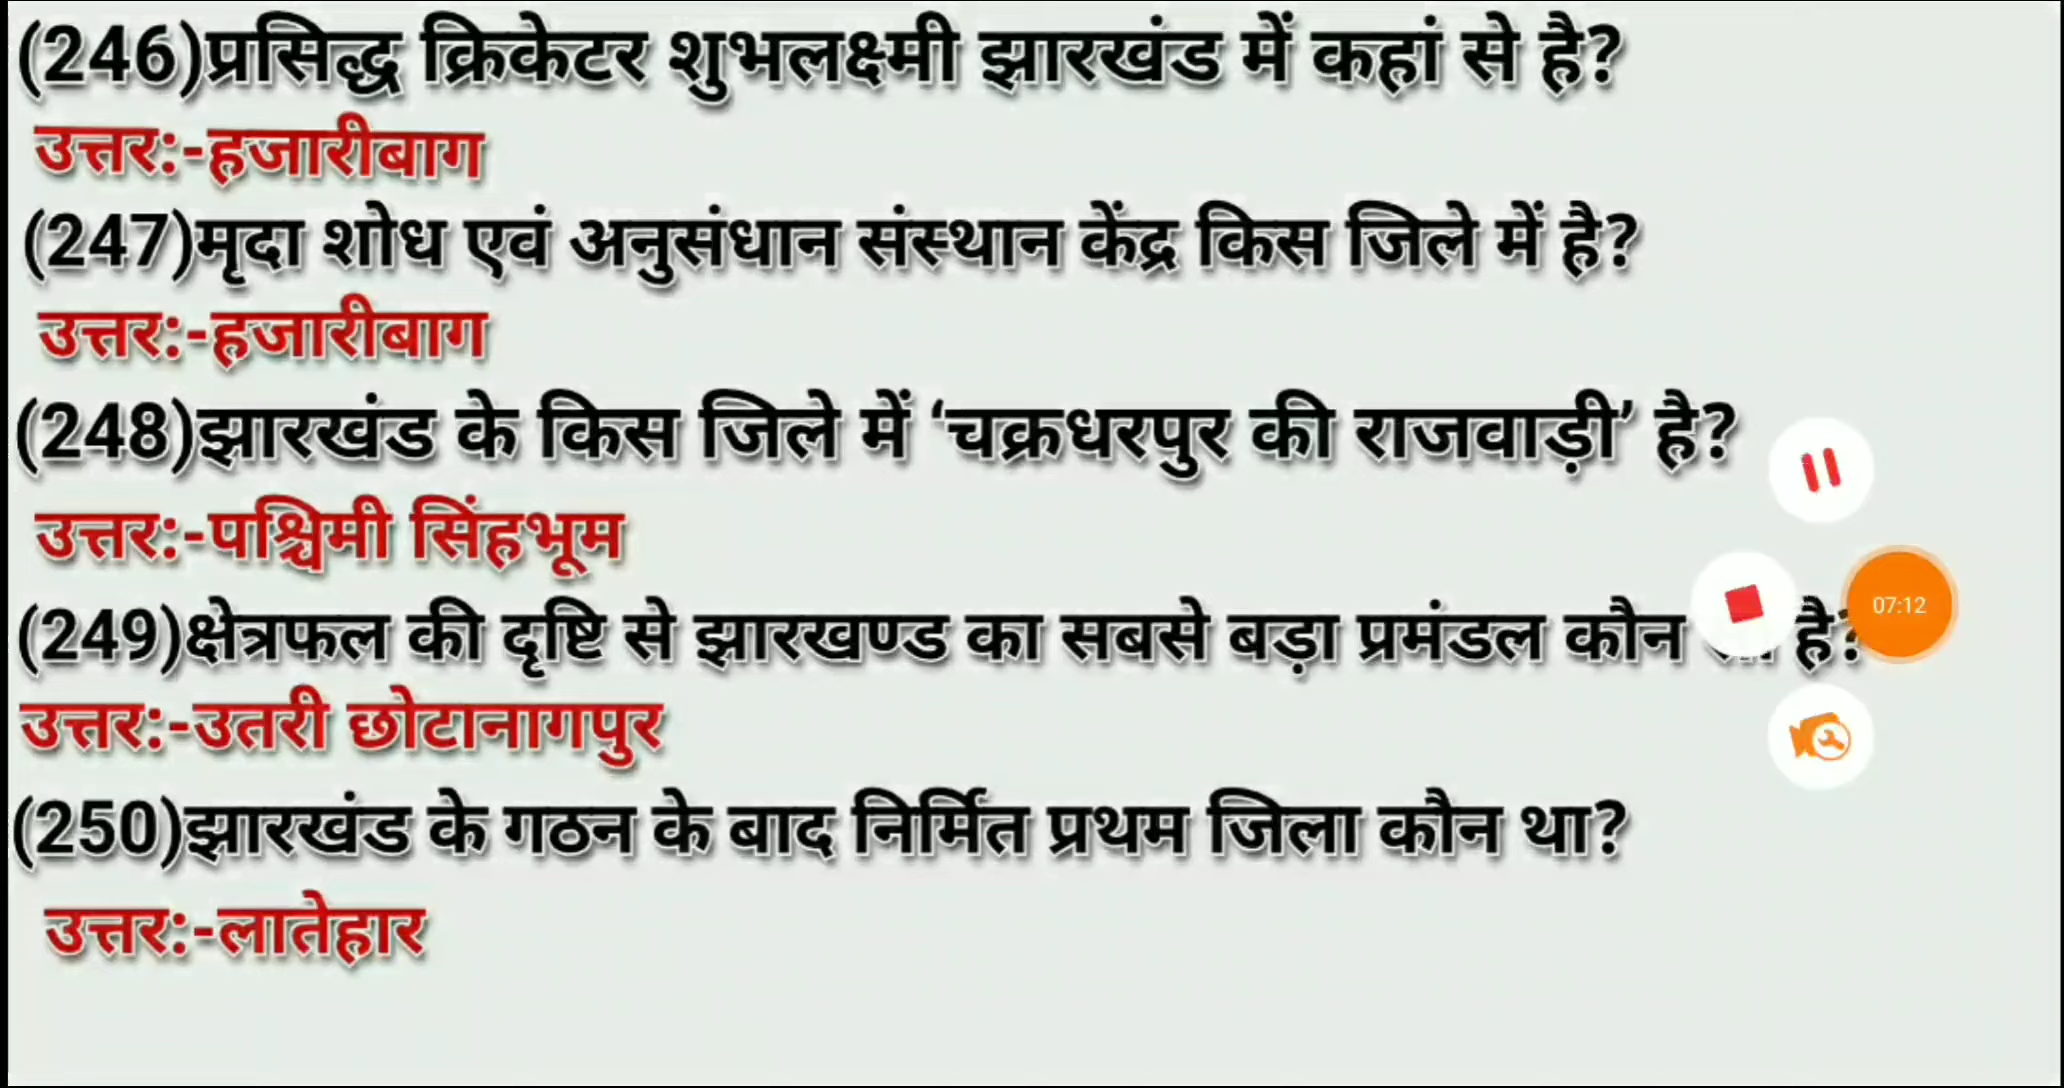 (246)प्रसिद्ध क्रिकेटर शुभलक्ष्मी झारखंड में कहां से है?
उत्तर:-हजारीबाग
(247)मृदा शोध एवं अनुसंधान संस्थान केंद्र किस जिले में है?
उत्तर:-हजारीबाग
(248)झारखंड के किस जिले में ‘चक्रधरपुर की राजवाड़ी’ है?
उत्तर:-पश्चिमी सिंहभूम
(249)क्षेत्रफल की दृष्टि से झारखण्ड का सबसे बड़ा प्रमंडल कौन है?
07:12
उत्तर:-उतरी छोटानागपुर
(250)झारखंड के गठन के बाद निर्मित प्रथम जिला कौन था?
उत्तर:-लातेहार